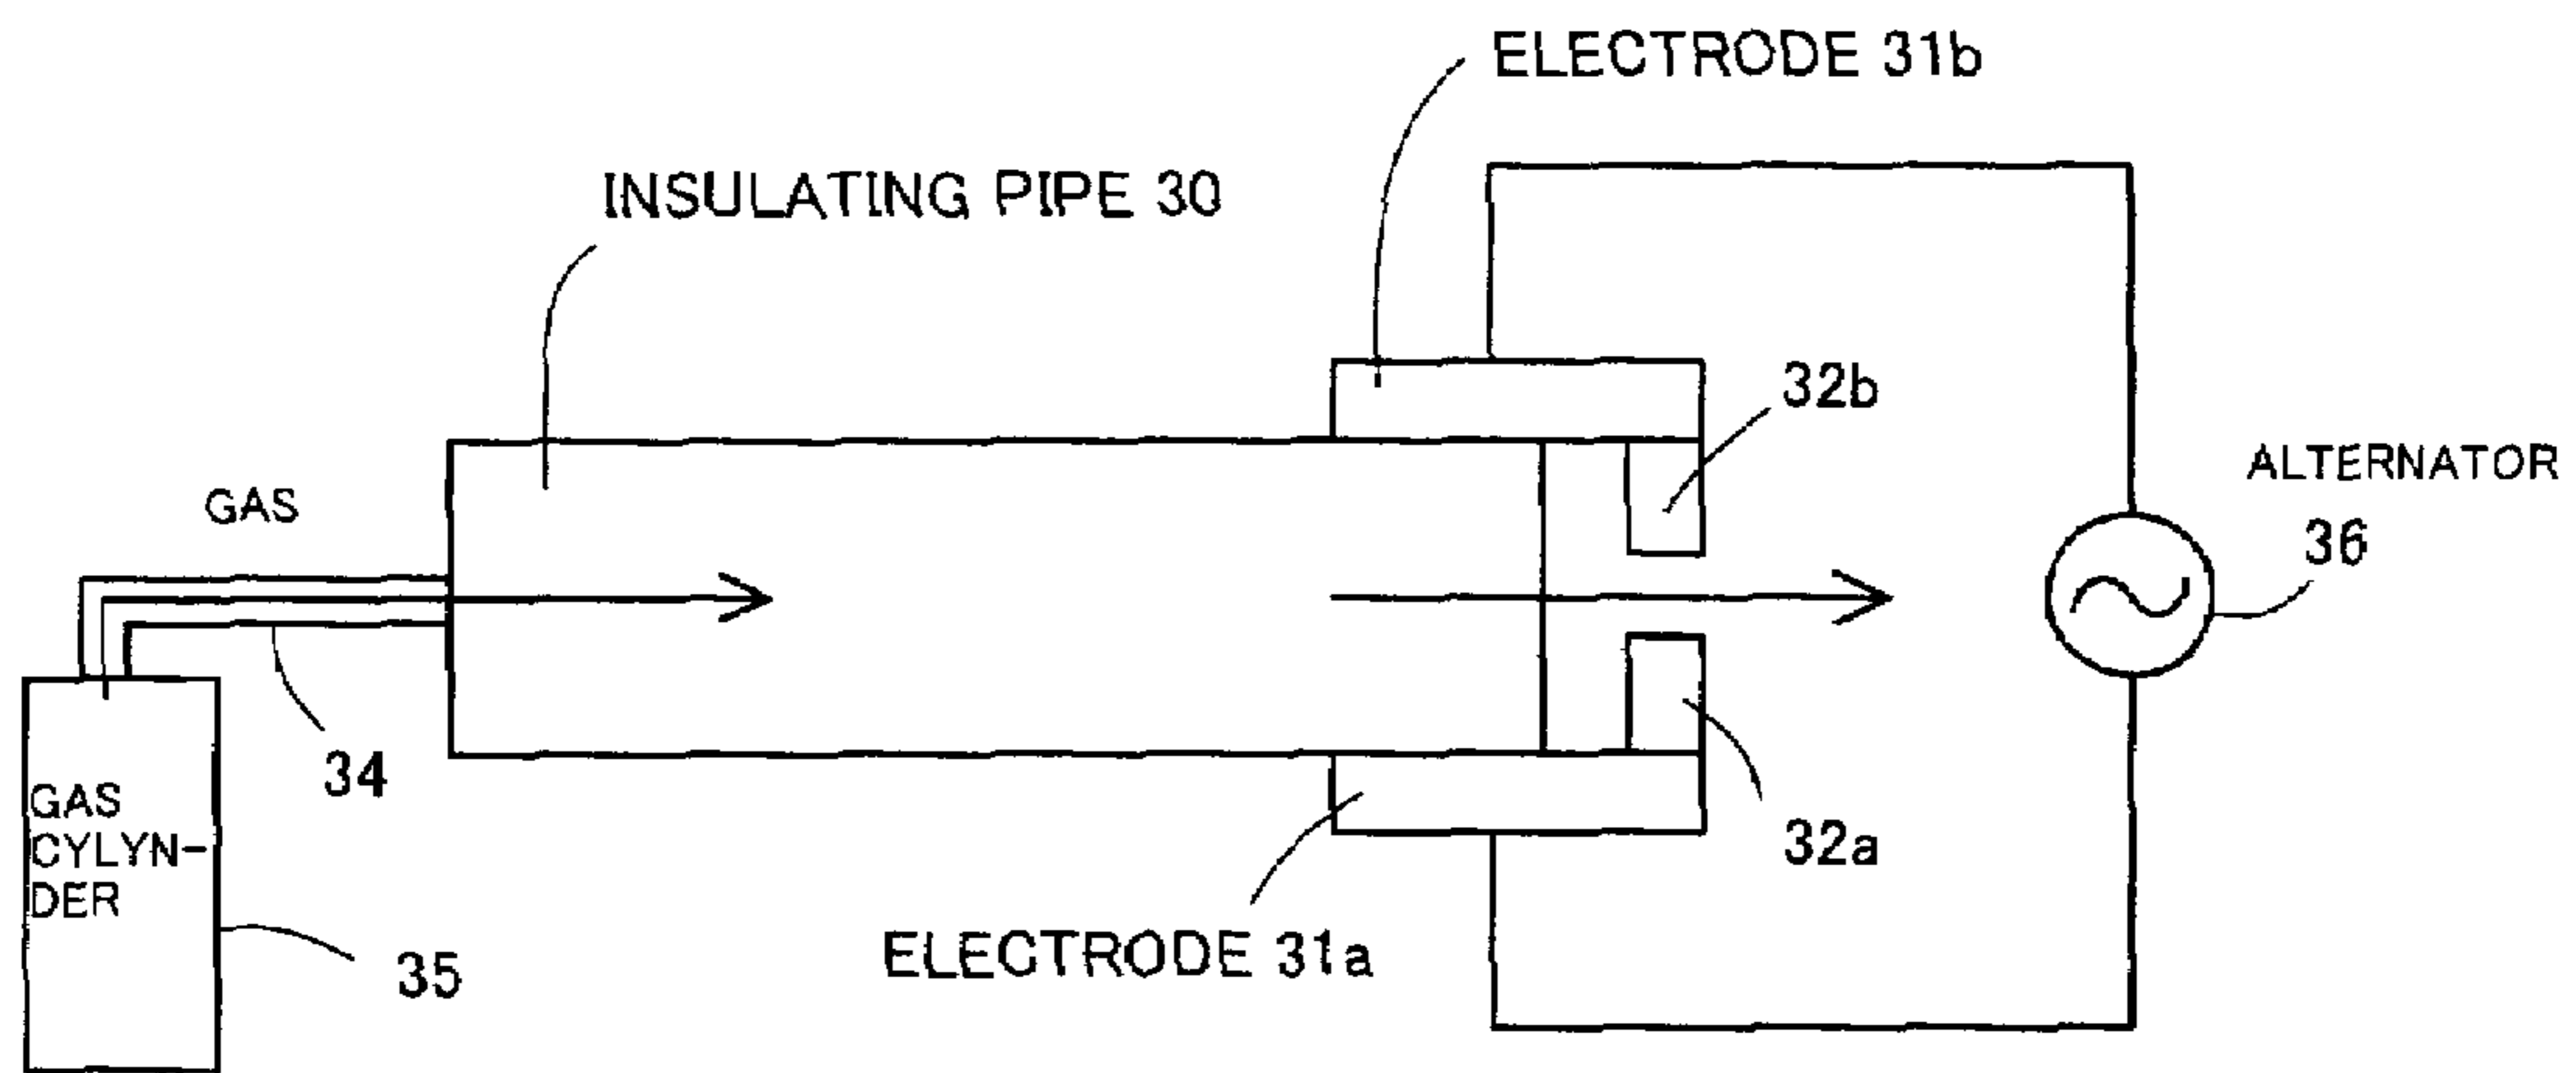 ELECTRODE 31b
INSULATING PIPE 30
32b
ALTERNATOR
36
GAS
34
GAS
CYLYN-
DER
32a
ELECTRODE 31a
35